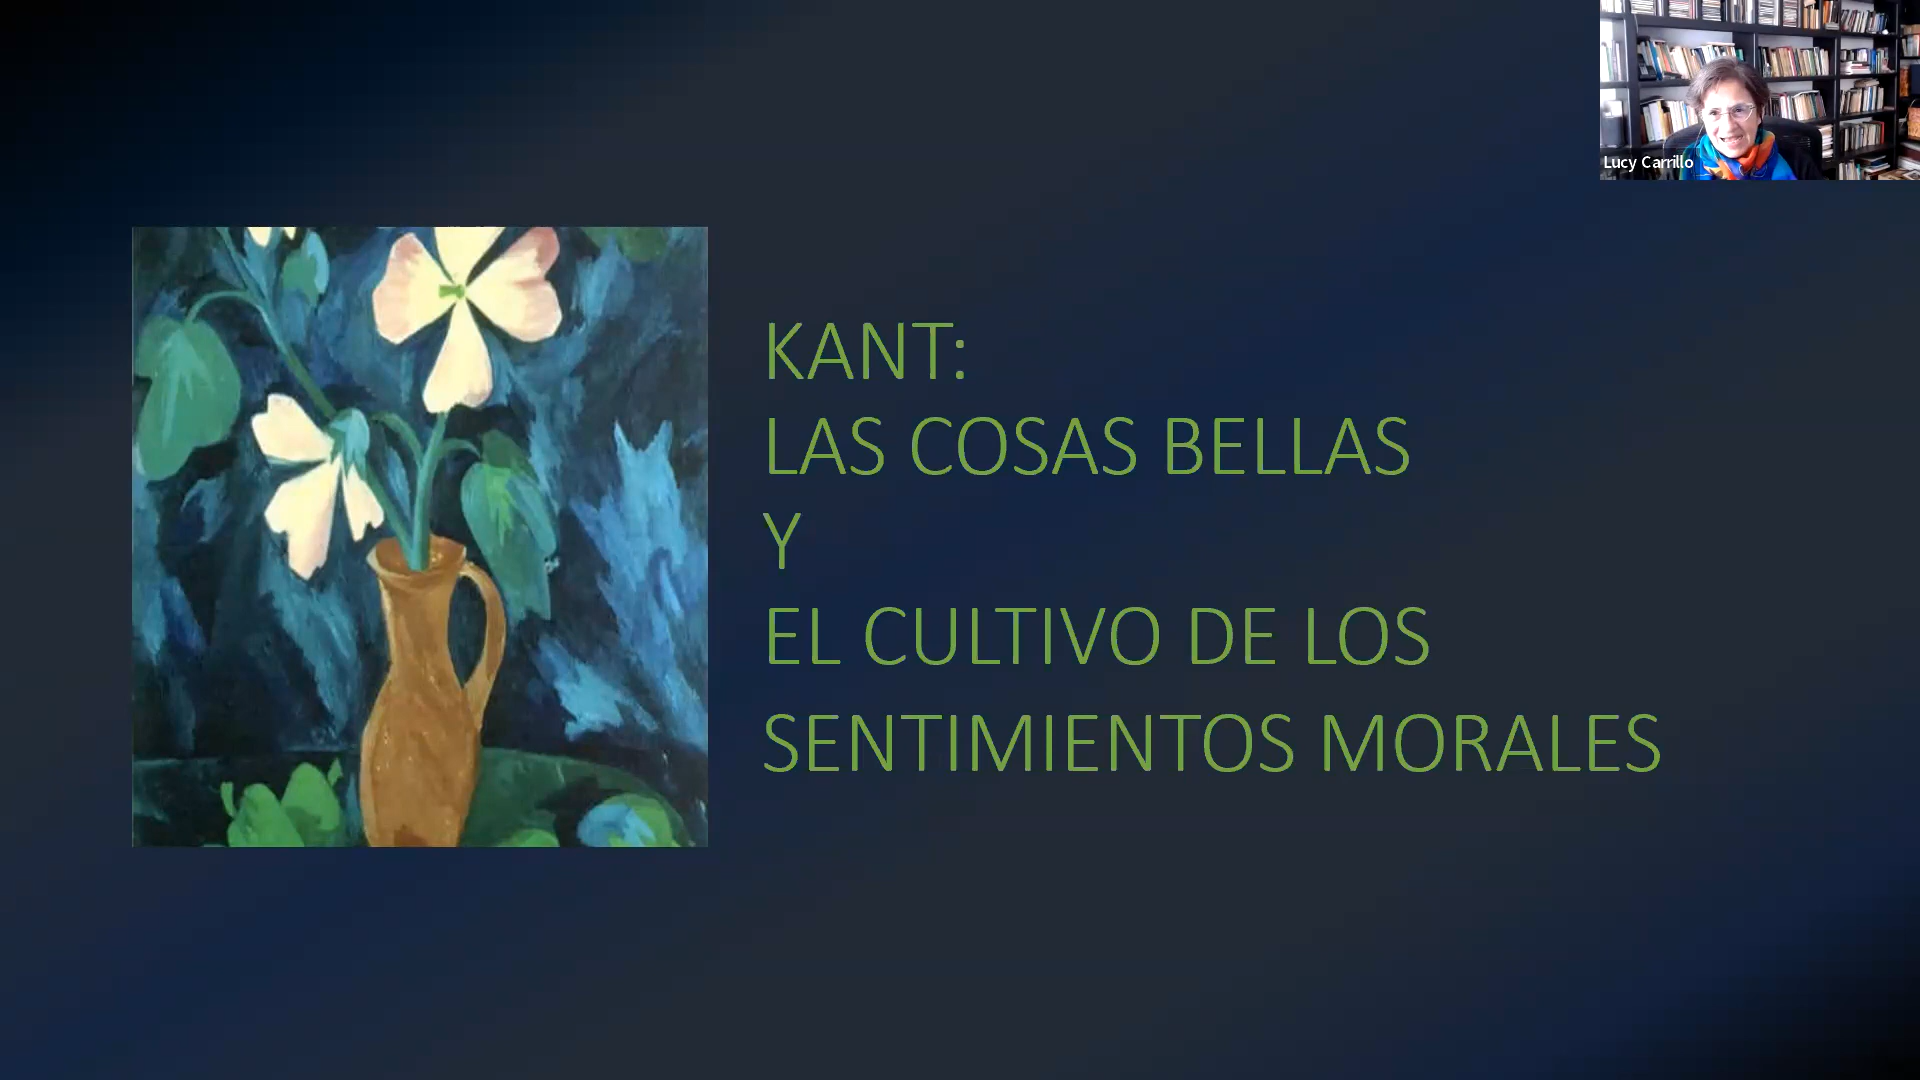 Lucy Carrillo
KANT:
LAS COSAS BELLAS
Y
EL CULTIVO DE LOS
SENTIMIENTOS MORALES